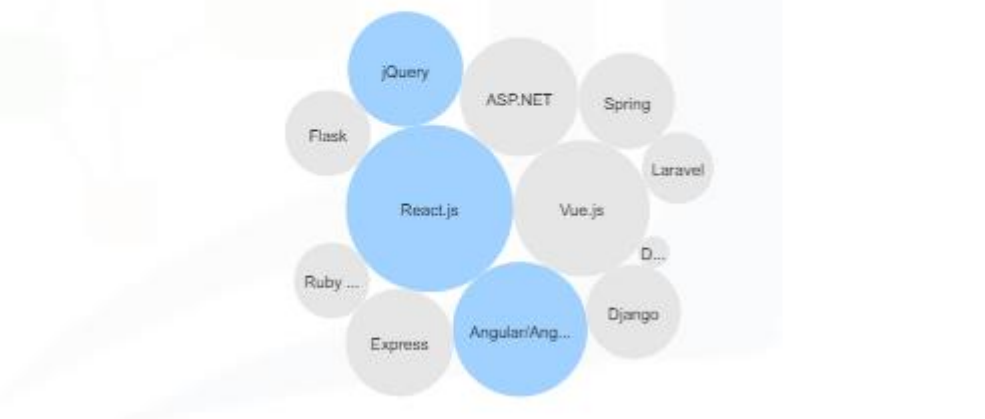 jQuery
ASP.NET
Spring
Flask
Laravel
React.js
Vue.js
D...
Ruby ...
Django
Angular/Ang...
Express